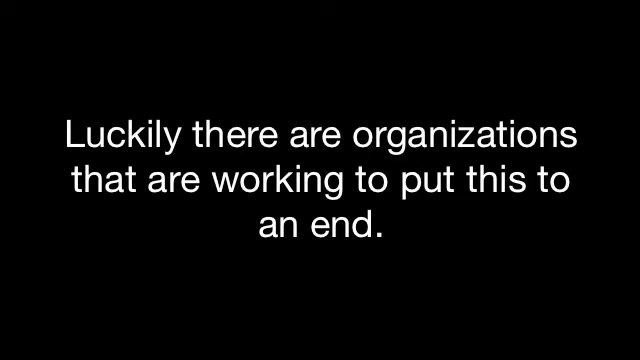 Luckily there are organizations
that are working to put this to
an end.